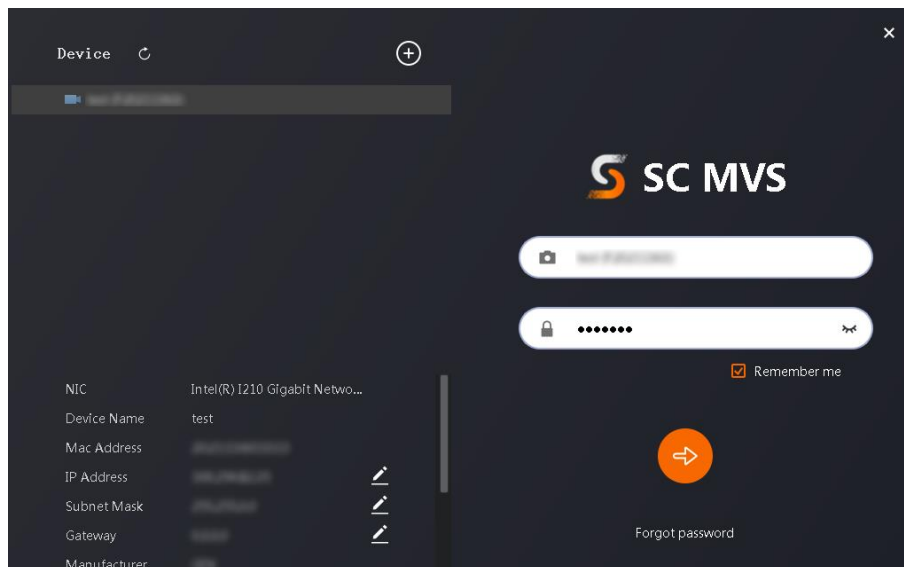 Device
SC MVS
•••••••
Remember me
NIC Intel(R) I210 Gigabit Netwo...
Device Name test
Mac Address
IP Address
Subnet Mask
Gateway
Manufacturer
Forgot password